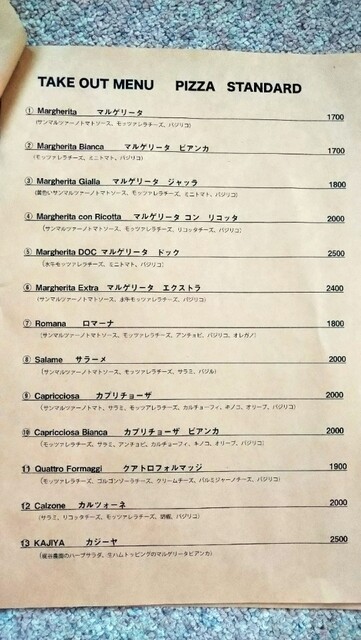 TAKE OUT MENU PIZZA STANDARD
① Margherita マルゲリータ 1700
(サンマルツァーノトマトソース、モッツァレラチーズ、バジリコ)
② Margherita Bianca マルゲリータ ビアンカ 1700
(モッツァレラチーズ、ミニトマト、バジリコ)
③ Margherita Gialla マルゲリータ ジャッラ 1800
(黄色いサンマルツァーノトマトソース、モッツァレラチーズ、ミニトマト、バジリコ)
④ Margherita con Ricotta マルゲリータ コン リコッタ 2000
(サンマルツァーノトマトソース、モッツァレラチーズ、リコッタチーズ、バジリコ)
⑤ Margherita DOC マルゲリータ ドック 2500
(水牛モッツァレラチーズ、ミニトマト、バジリコ)
⑥ Margherita Extra マルゲリータ エクストラ 2400
(サンマルツァーノトマトソース、水牛モッツァレラチーズ、バジリコ)
⑦ Romana ロマーナ 1800
(サンマルツァーノトマトソース、モッツァレラチーズ、アンチョビ、バジリコ、オレガノ)
⑧ Salame サラーメ 2000
(サンマルツァーノトマトソース、モッツァレラチーズ、サラミ、バジル)
⑨ Capricciosa カプリチョーザ 2000
(サンマルツァーノトマト、サラミ、モッツアレラチーズ、カルチョーフィ、キノコ、オリーブ、バジリコ)
⑩ Capricciosa Bianca カプリチョーザ ビアンカ 2000
(モッツァレラチーズ、サラミ、アンチョビ、カルチョーフィ、キノコ、オリーブ、バジリコ)
11 Quattro Formaggi クアトロフォルマッジ 1900
(モッツァレラチーズ、ゴルゴンゾーラチーズ、クリームチーズ、パルミジャーノチーズ、バジリコ)
12 Calzone カルツォーネ 2000
(サラミ、リコッタチーズ、モッツァレラチーズ、胡椒、バジリコ)
13 KAJIYA カジーヤ 2500
農園のハーブサラダ、生ハムトッピングのマルゲリータビアンカ)